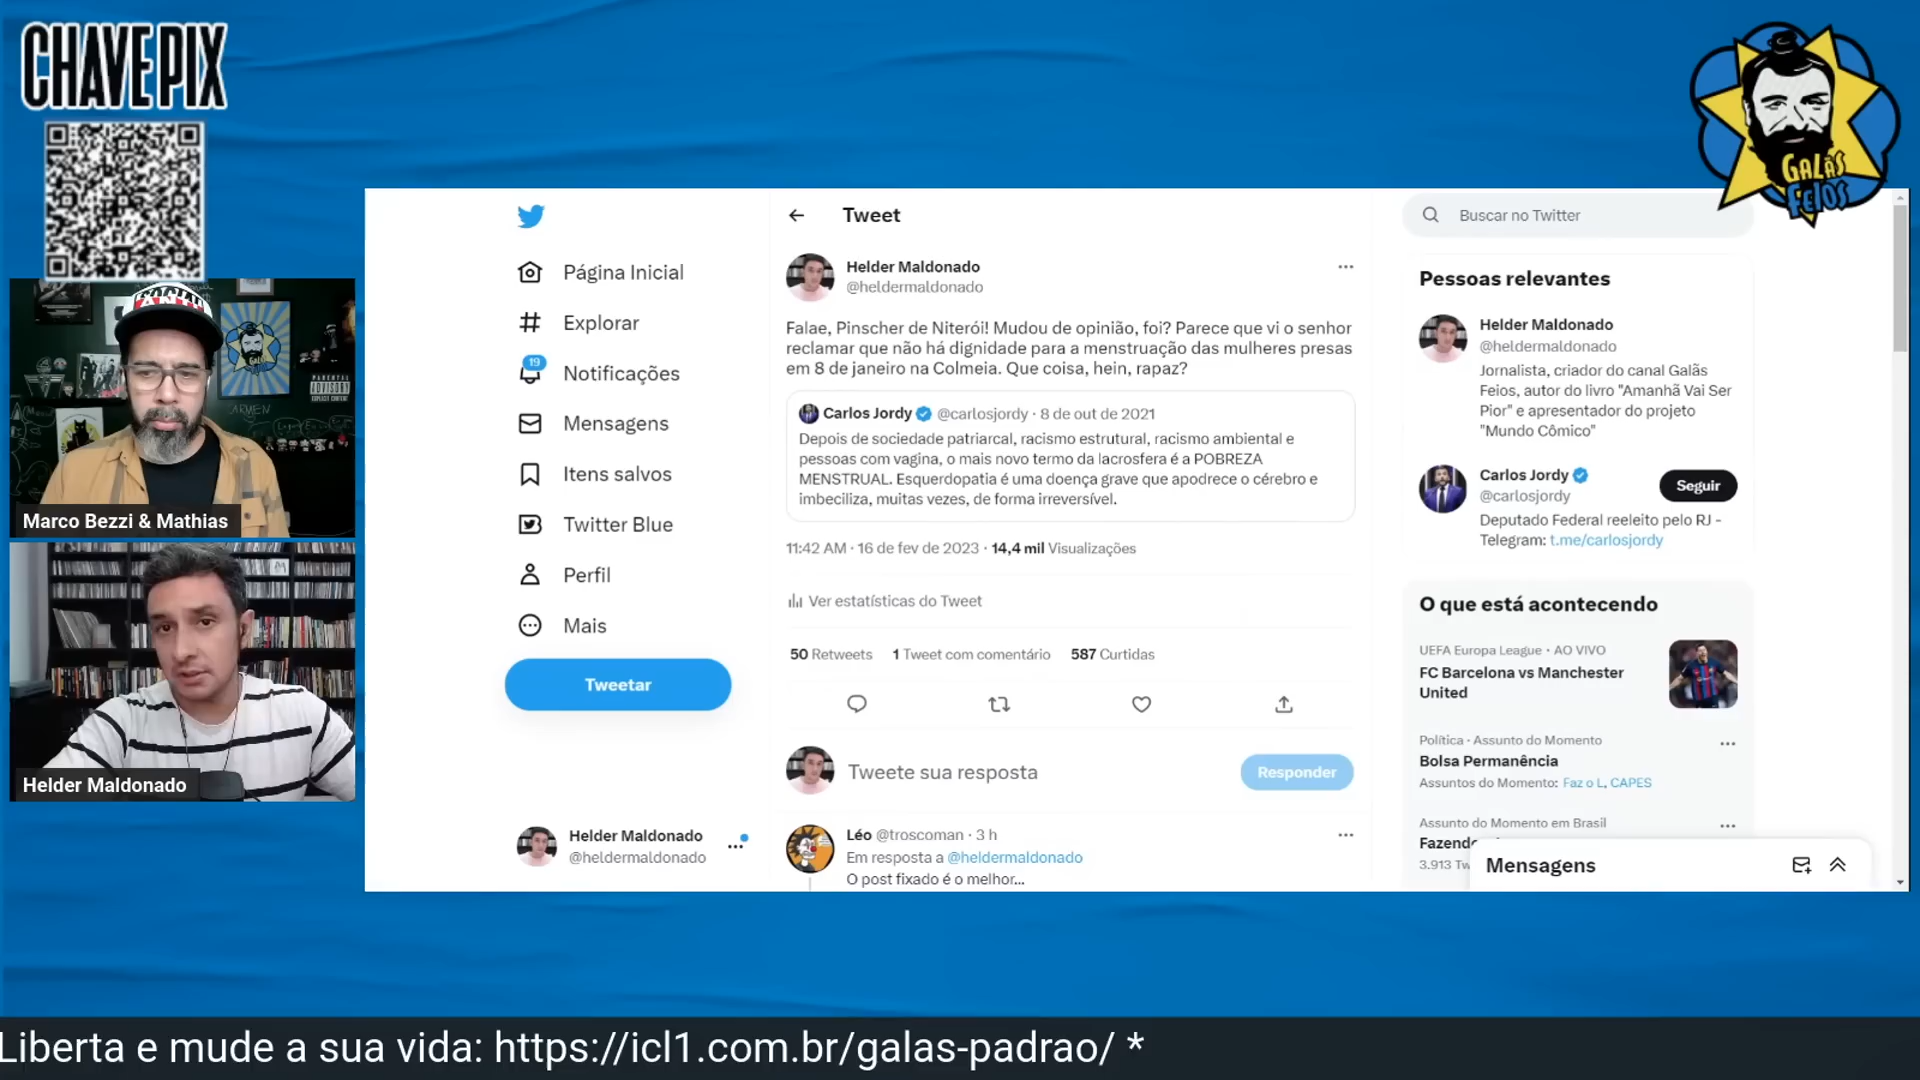 CHAVE PIX
GALÃS
FEIOS
SOCIAL
ANTI
PARENTAL
ADVISORY
Marco Bezzi & Mathias
Helder Maldonado
Página Inicial
Explorar
19
Notificações
Mensagens
Itens salvos
Twitter Blue
Perfil
Mais
Tweetar
Helder Maldonado
@heldermaldonado
Tweet
Helder Maldonado
@heldermaldonado
Falae, Pinscher de Niterói! Mudou de opinião, foi? Parece que vi o senhor
reclamar que não há dignidade para a menstruação das mulheres presas
em 8 de janeiro na Colmeia. Que coisa, hein, rapaz?
Carlos Jordy @carlosjordy · 8 de out de 2021
Depois de sociedade patriarcal, racismo estrutural, racismo ambiental e
pessoas com vagina, o mais novo termo da lacrosfera é a POBREZA
MENSTRUAL. Esquerdopatia é uma doença grave que apodrece o cérebro e
imbeciliza, muitas vezes, de forma irreversível.
11:42 AM · 16 de fev de 2023 · 14,4 mil Visualizações
Ver estatísticas do Tweet
50 Retweets 1 Tweet com comentário 587 Curtidas
Tweete sua resposta
Responder
Léo @troscoman · 3 h
Em resposta a @heldermaldonado
O post fixado é o melhor...
Buscar no Twitter
Pessoas relevantes
Helder Maldonado
@heldermaldonado
Jornalista, criador do canal Galãs
Feios, autor do livro "Amanhã Vai Ser
Pior" e apresentador do projeto
"Mundo Cômico"
Carlos Jordy
@carlosjordy
Seguir
Deputado Federal reeleito pelo RJ -
Telegram: t.me/carlosjordy
O que está acontecendo
UEFA Europa League · AO VIVO
FC Barcelona vs Manchester
United
Política · Assunto do Momento
Bolsa Permanência
Assuntos do Momento: Faz o L, CAPES
Assunto do Momento em Brasil
Fazend
3.913 Tw
Mensagens
Liberta e mude a sua vida: https://icl1.com.br/galas-padrao/ *